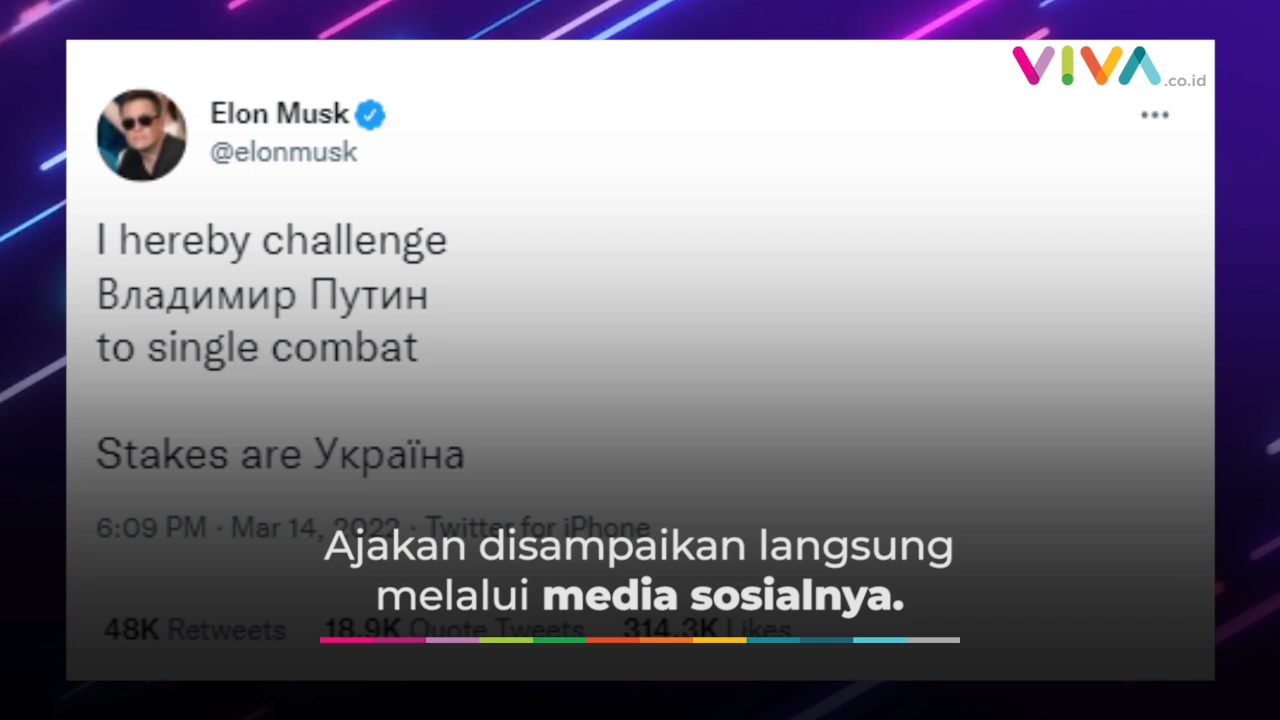 VIVA.co.id
Elon Musk
@elonmusk
I hereby challenge
Владимир Путин
to single combat
Stakes are Україна
6:09 PM · Mar 14, 2022 · Twitter for iPhone
Ajakan disampaikan langsung
melalui media sosialnya.
48K Retweets 18.9K Quote Tweets 314.3K Likes